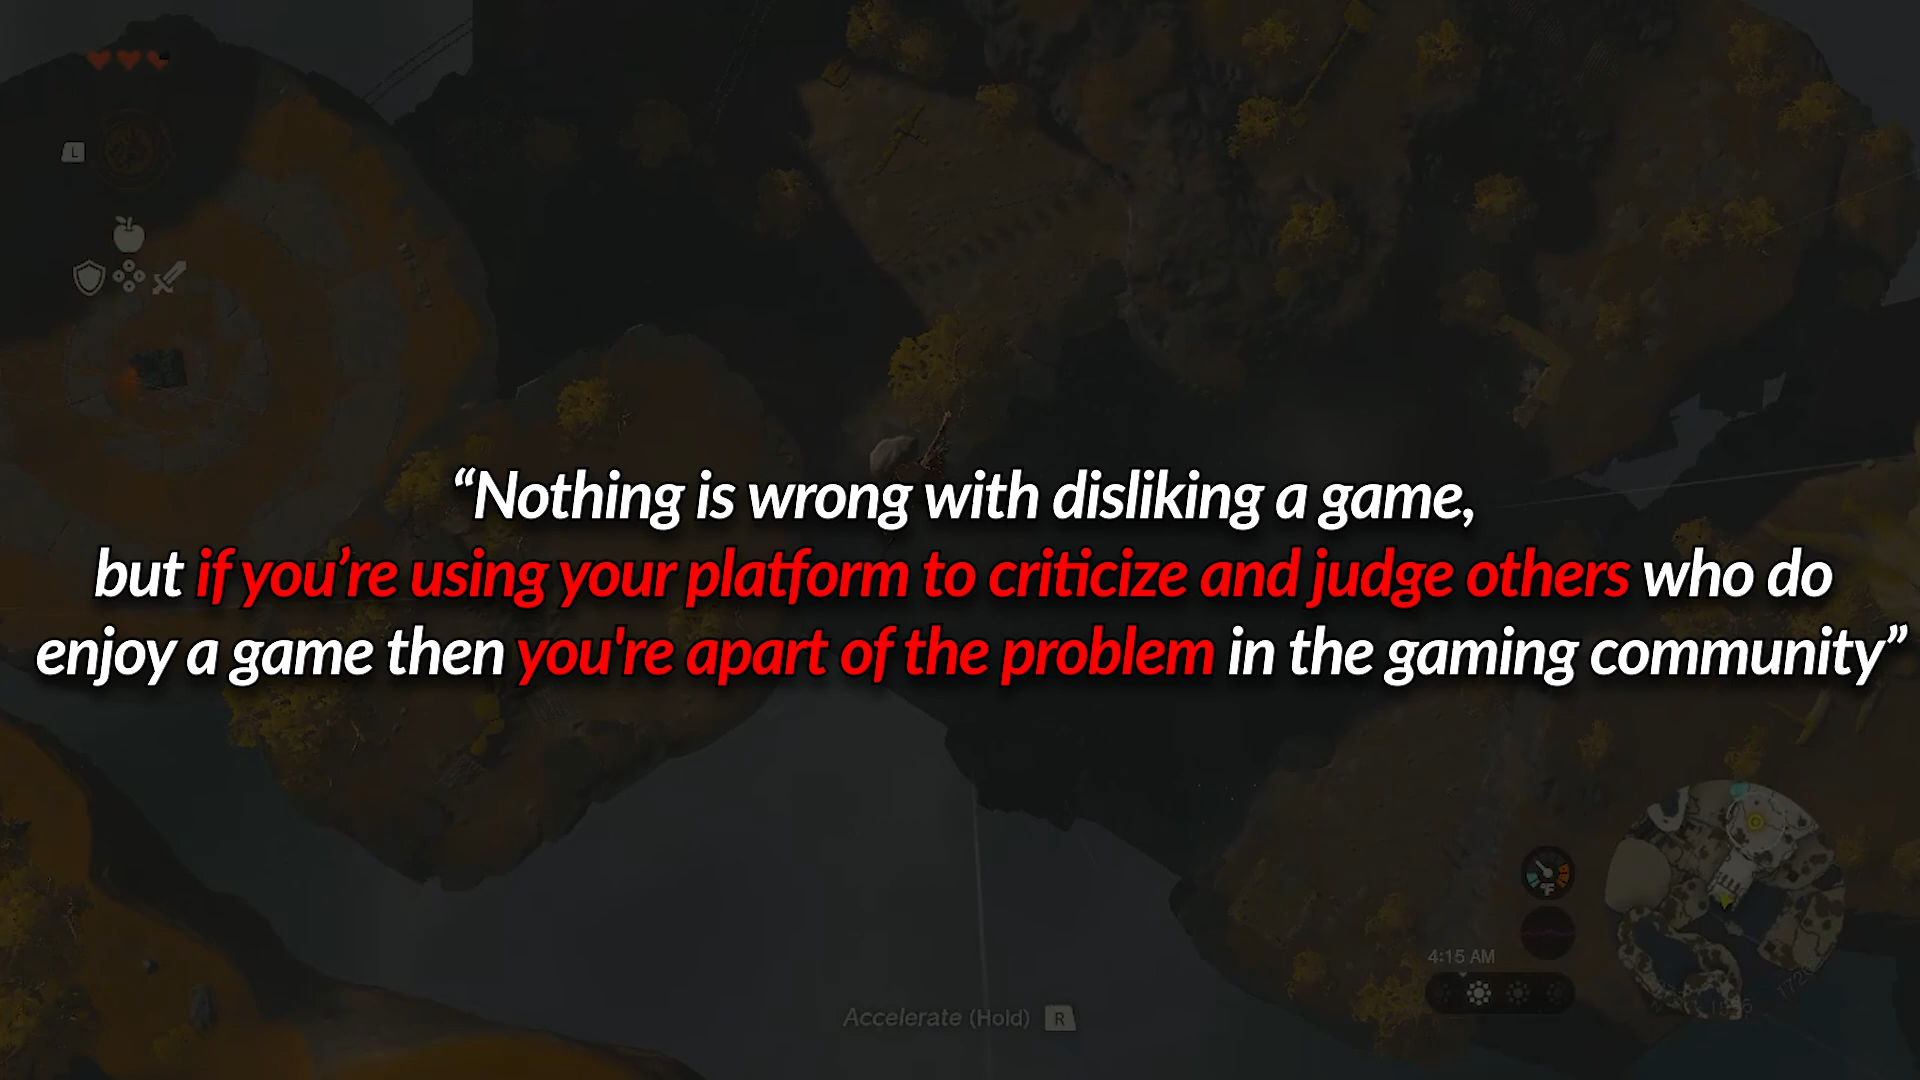 L
“Nothing is wrong with disliking a game,
but if you’re using your platform to criticize and judge others who do
enjoy a game then you're apart of the problem in the gaming community”
°F
4:15 AM
Accelerate (Hold) R